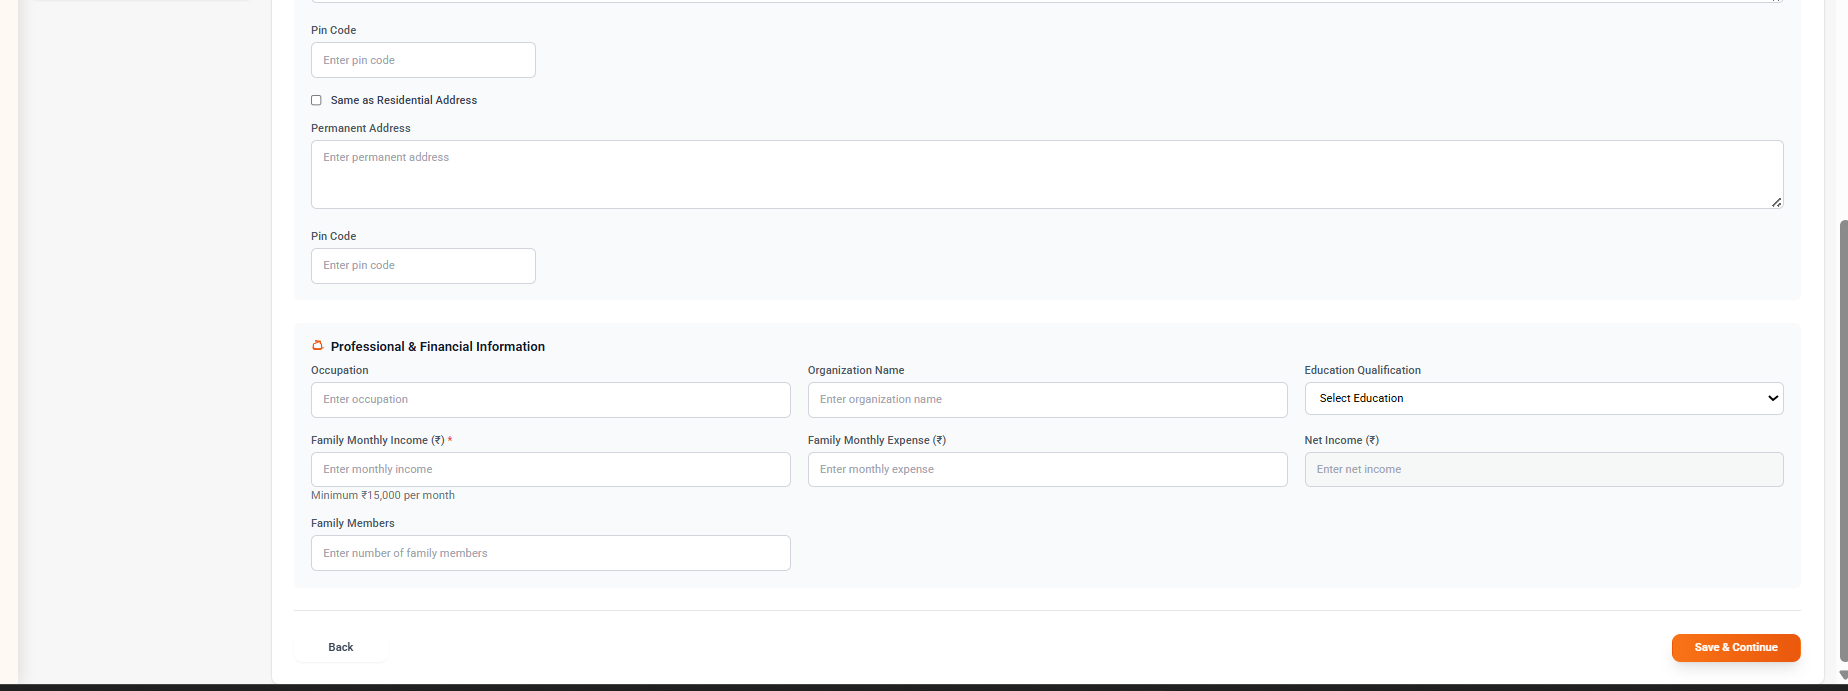 Pin Code
Enter pin code
Same as Residential Address
Permanent Address
Enter permanent address
Pin Code
Enter pin code
Professional & Financial Information
Occupation
Organization Name
Education Qualification
Enter occupation
Enter organization name
Select Education
Family Monthly Income (₹) *
Family Monthly Expense (₹)
Net Income (₹)
Enter monthly income
Enter monthly expense
Enter net income
Minimum ₹15,000 per month
Family Members
Enter number of family members
Back
Save & Continue